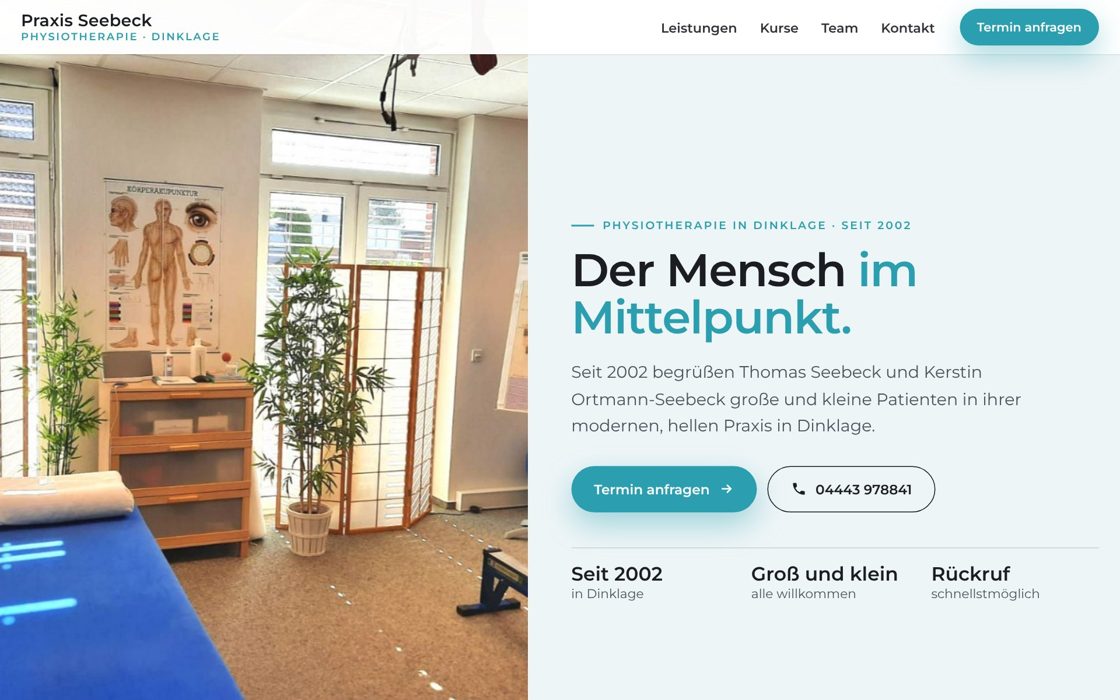 Praxis Seebeck
PHYSIOTHERAPIE · DINKLAGE
Leistungen
Kurse
Team
Kontakt
Termin anfragen
KÖRPERAKUPUNKTUR
PHYSIOTHERAPIE IN DINKLAGE · SEIT 2002
Der Mensch im
Mittelpunkt.
Seit 2002 begrüßen Thomas Seebeck und Kerstin
Ortmann-Seebeck große und kleine Patienten in ihrer
modernen, hellen Praxis in Dinklage.
Termin anfragen →
04443 978841
Seit 2002
in Dinklage
Groß und klein
alle willkommen
Rückruf
schnellstmöglich